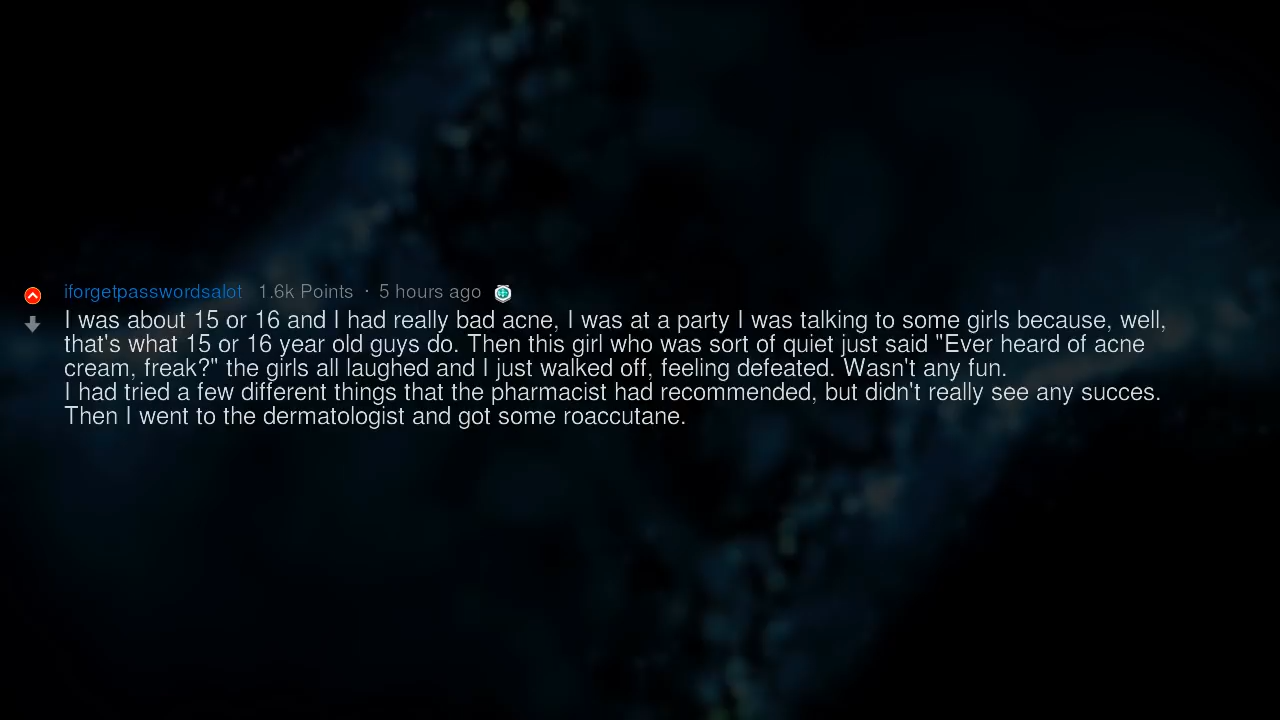 iforgetpasswordsalot 1.6k Points · 5 hours ago
I was about 15 or 16 and I had really bad acne, I was at a party I was talking to some girls because, well,
that's what 15 or 16 year old guys do. Then this girl who was sort of quiet just said "Ever heard of acne
cream, freak?" the girls all laughed and I just walked off, feeling defeated. Wasn't any fun.
I had tried a few different things that the pharmacist had recommended, but didn't really see any succes.
Then I went to the dermatologist and got some roaccutane.